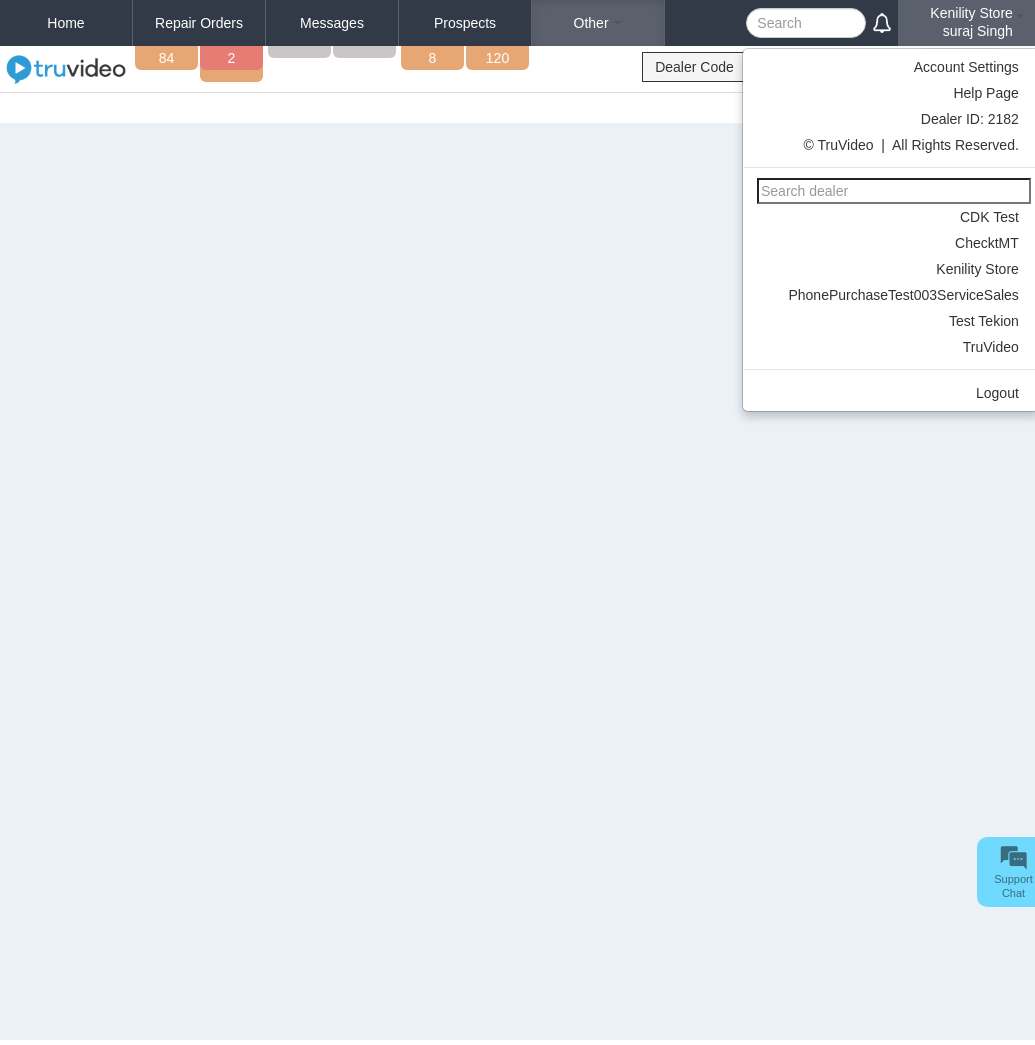 Home
Repair Orders
Messages
Prospects
Other
Search
Kenility Store
suraj Singh
truvideo
84
2
8
120
Dealer Code
Account Settings
Help Page
Dealer ID: 2182
© TruVideo | All Rights Reserved.
Search dealer
CDK Test
ChecktMT
Kenility Store
PhonePurchaseTest003ServiceSales
Test Tekion
TruVideo
Logout
Support
Chat